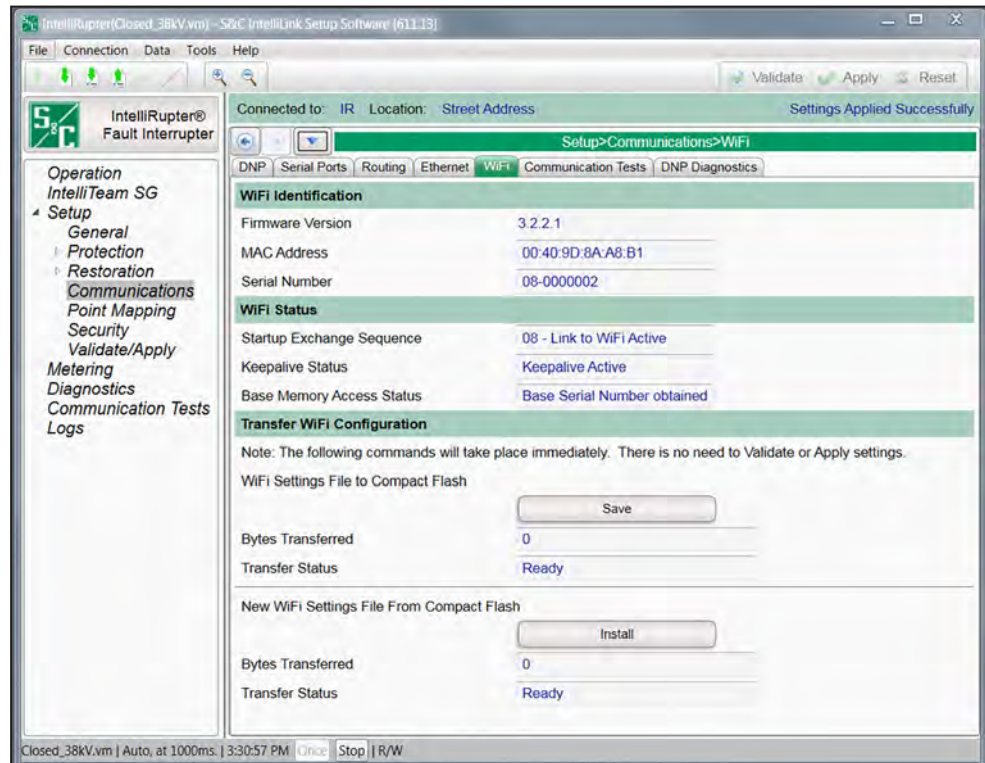 IntelliRupter(Closed_38kV.vm) - S&C IntelliLink Setup Software (611.13)
File Connection Data Tools Help
Validate Apply Reset
S&C
IntelliRupter®
Fault Interrupter
Connected to: IR Location: Street Address Settings Applied Successfully
Setup>Communications>WiFi
DNP Serial Ports Routing Ethernet WiFi Communication Tests DNP Diagnostics
Operation
IntelliTeam SG
Setup
General
Protection
Restoration
Communications
Point Mapping
Security
Validate/Apply
Metering
Diagnostics
Communication Tests
Logs
WiFi Identification
Firmware Version 3.2.2.1
MAC Address 00:40:9D:8A:A8:B1
Serial Number 08-0000002
WiFi Status
Startup Exchange Sequence 08 - Link to WiFi Active
Keepalive Status Keepalive Active
Base Memory Access Status Base Serial Number obtained
Transfer WiFi Configuration
Note: The following commands will take place immediately. There is no need to Validate or Apply settings.
WiFi Settings File to Compact Flash
Save
Bytes Transferred 0
Transfer Status Ready
New WiFi Settings File From Compact Flash
Install
Bytes Transferred 0
Transfer Status Ready
Closed_38kV.vm | Auto, at 1000ms. | 3:30:57 PM Once Stop | R/W